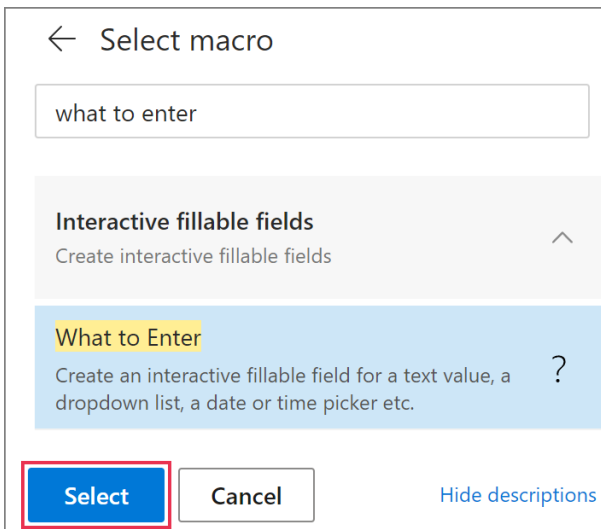 Select macro
what to enter
Interactive fillable fields
Create interactive fillable fields
What to Enter
Create an interactive fillable field for a text value, a
dropdown list, a date or time picker etc.
?
Select Cancel Hide descriptions